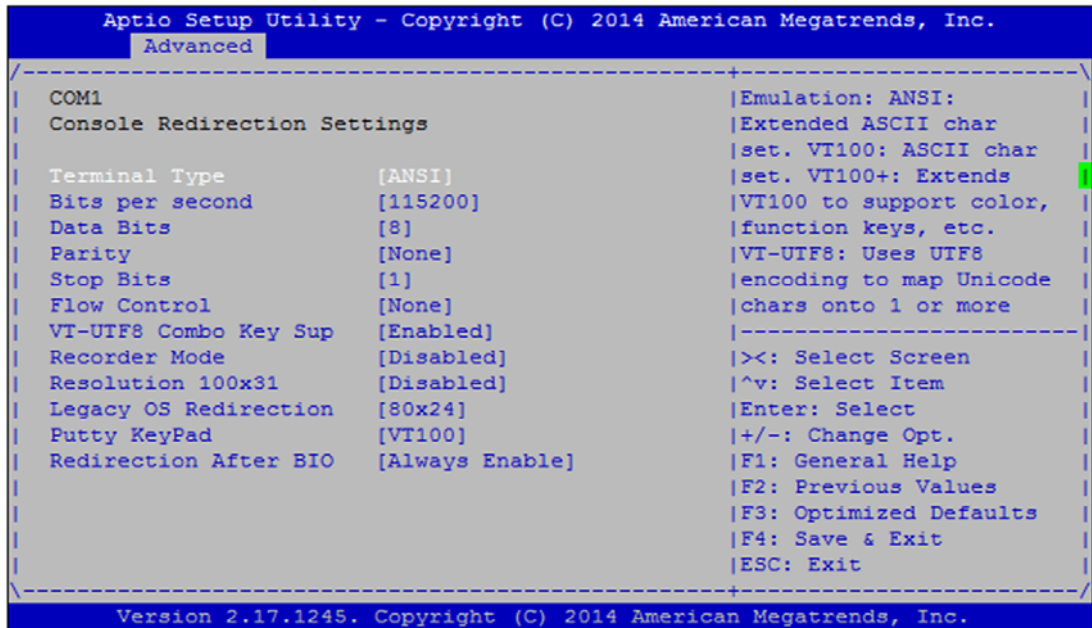 Aptio Setup Utility - Copyright (C) 2014 American Megatrends, Inc.
Advanced
COM1
Console Redirection Settings
Terminal Type [ANSI]
Bits per second [115200]
Data Bits [8]
Parity [None]
Stop Bits [1]
Flow Control [None]
VT-UTF8 Combo Key Sup [Enabled]
Recorder Mode [Disabled]
Resolution 100x31 [Disabled]
Legacy OS Redirection [80x24]
Putty KeyPad [VT100]
Redirection After BIO [Always Enable]
Emulation: ANSI:
Extended ASCII char
set. VT100: ASCII char
set. VT100+: Extends
VT100 to support color,
function keys, etc.
VT-UTF8: Uses UTF8
encoding to map Unicode
chars onto 1 or more
><: Select Screen
^v: Select Item
Enter: Select
+/-: Change Opt.
F1: General Help
F2: Previous Values
F3: Optimized Defaults
F4: Save & Exit
ESC: Exit
Version 2.17.1245. Copyright (C) 2014 American Megatrends, Inc.